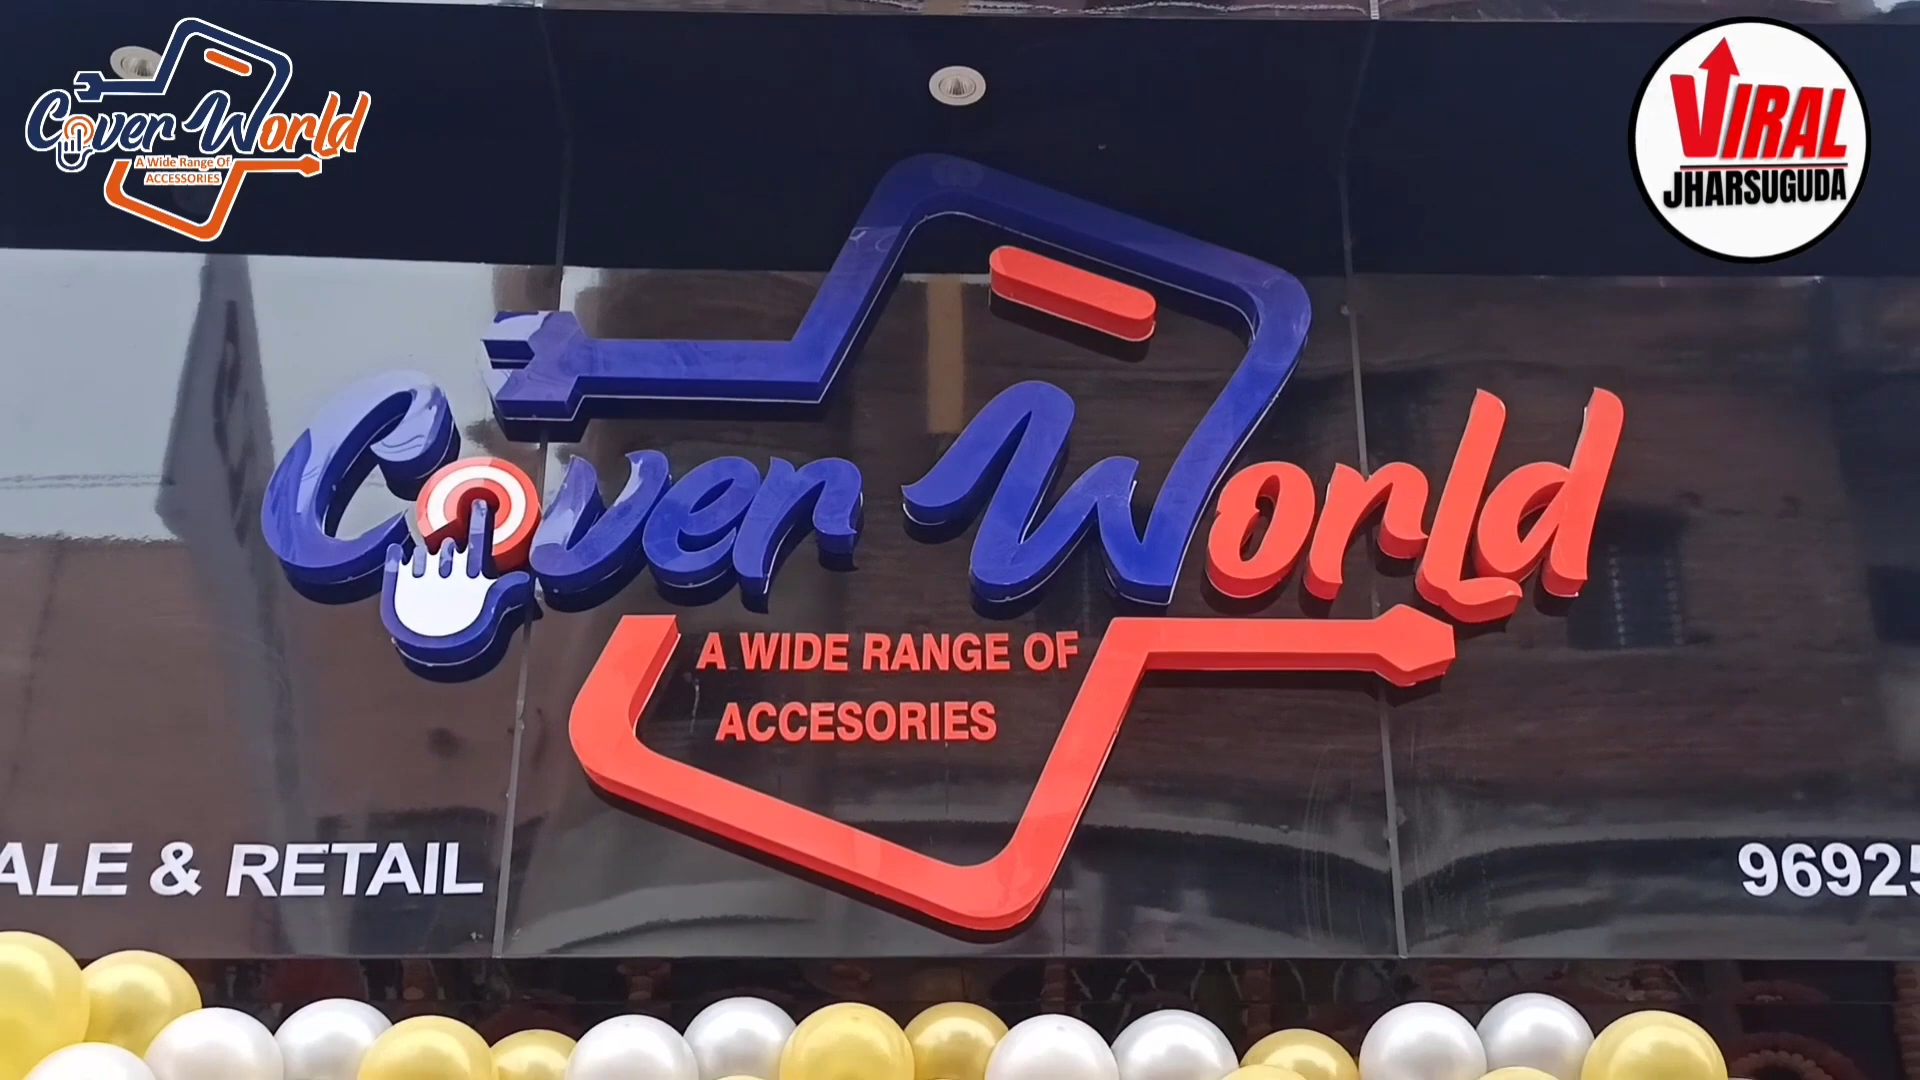 Cover World
A Wide Range Of
ACCESSORIES
VIRAL
JHARSUGUDA
Cover World
A WIDE RANGE OF
ACCESORIES
ALE & RETAIL
96925